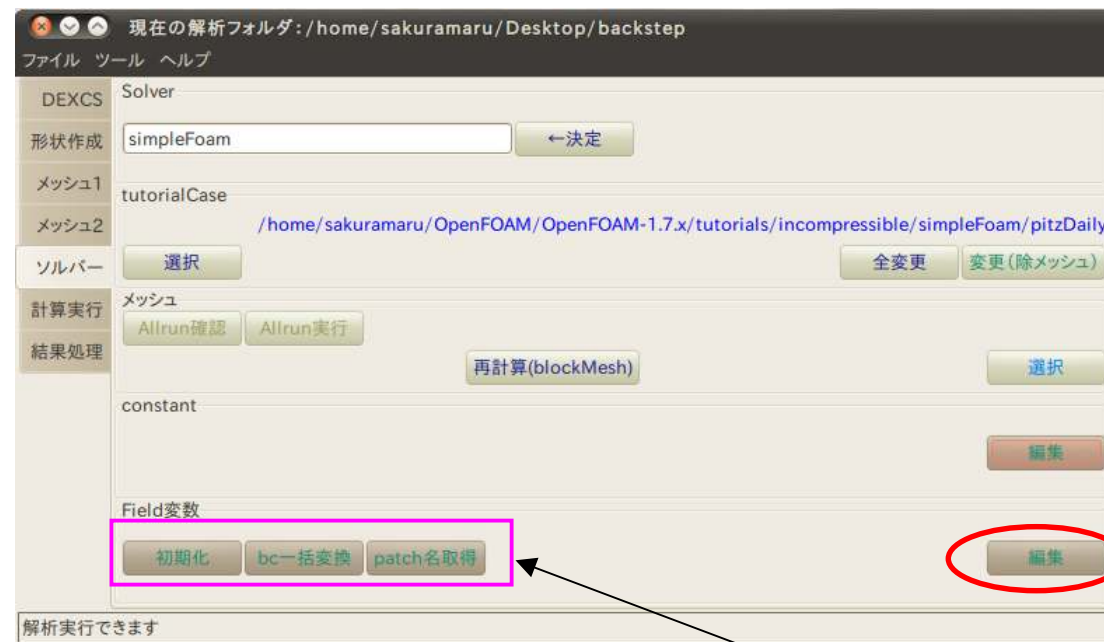 現在の解析フォルダ:/home/sakuramaru/Desktop/backstep
ファイル ツール ヘルプ
DEXCS
形状作成
メッシュ1
メッシュ2
ソルバー
計算実行
結果処理
Solver
simpleFoam ←決定
tutorialCase
/home/sakuramaru/OpenFOAM/OpenFOAM-1.7.x/tutorials/incompressible/simpleFoam/pitzDaily
選択 全変更 変更(除メッシュ)
メッシュ
Allrun確認 Allrun実行
再計算(blockMesh) 選択
constant
編集
Field変数
初期化 bc一括変換 patch名取得 編集
解析実行できます